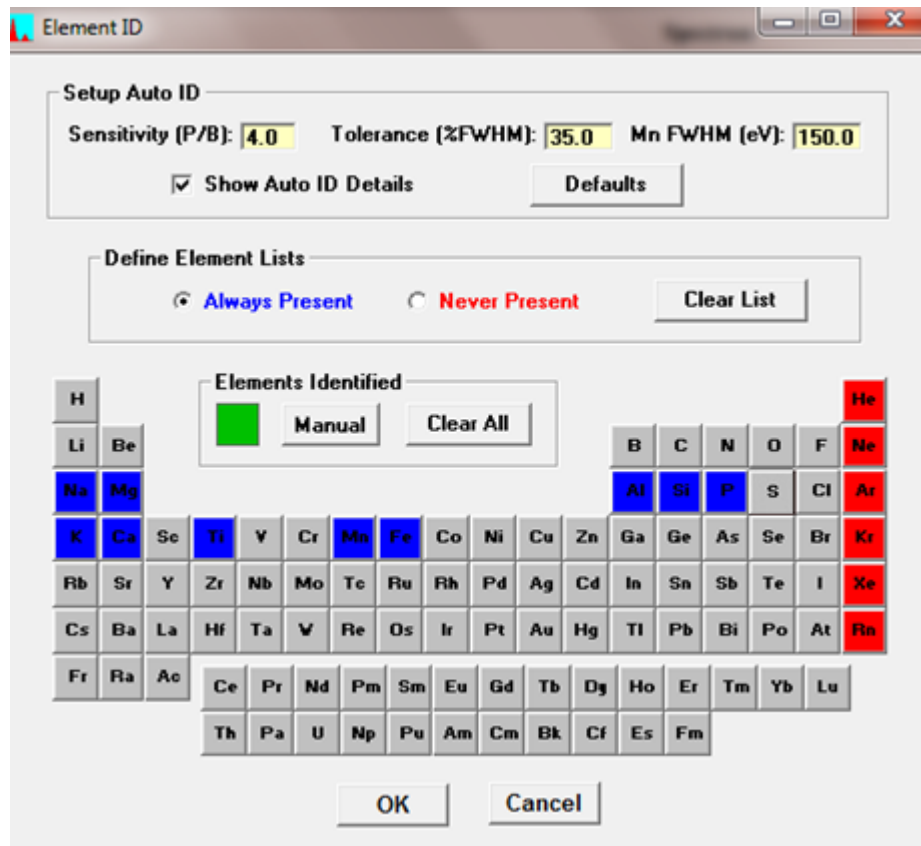 Element ID
Setup Auto ID
Sensitivity (P/B): 4.0 Tolerance (%FWHM): 35.0 Mn FWHM (eV): 150.0
Show Auto ID Details Defaults
Define Element Lists
Always Present Never Present Clear List
Elements Identified
Manual Clear All
H He
Li Be B C N O F Ne
Na Mg Al Si P S Cl Ar
K Ca Sc Ti V Cr Mn Fe Co Ni Cu Zn Ga Ge As Se Br Kr
Rb Sr Y Zr Nb Mo Tc Ru Rh Pd Ag Cd In Sn Sb Te I Xe
Cs Ba La Hf Ta W Re Os Ir Pt Au Hg Tl Pb Bi Po At Rn
Fr Ra Ac
Ce Pr Nd Pm Sm Eu Gd Tb Dy Ho Er Tm Yb Lu
Th Pa U Np Pu Am Cm Bk Cf Es Fm
OK Cancel